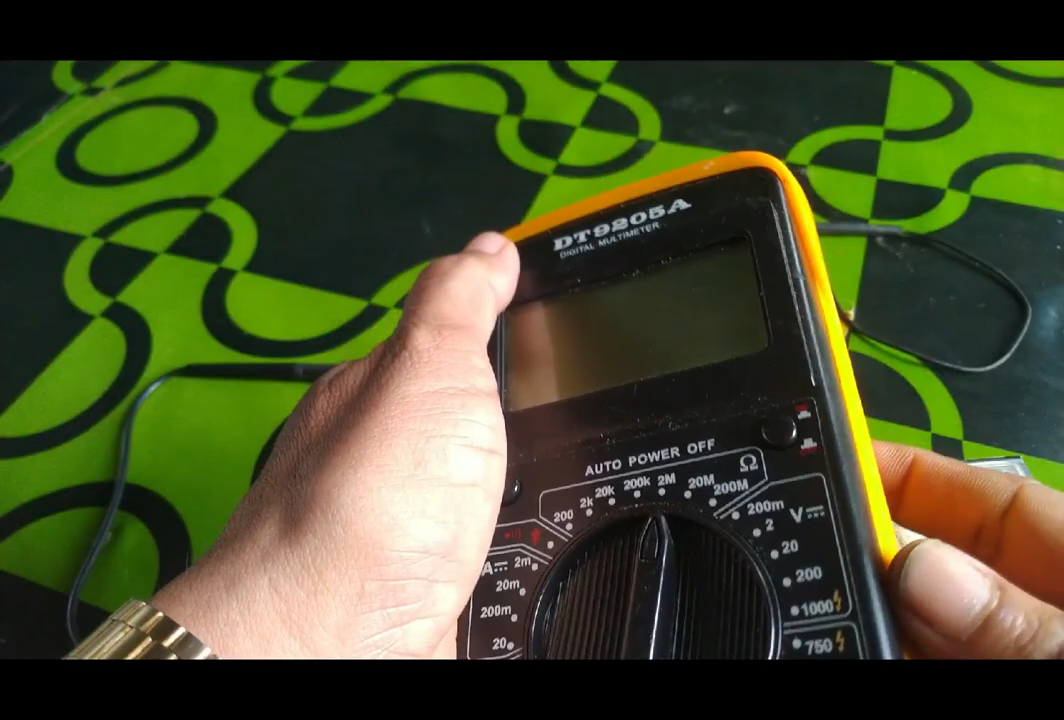 DT9205A
DIGITAL MULTIMETER
AUTO POWER OFF
200 2k 20k 200k 2M 20M 200M Ω
200m V
2
20
200
1000
750
A 2m
20m
200m
20